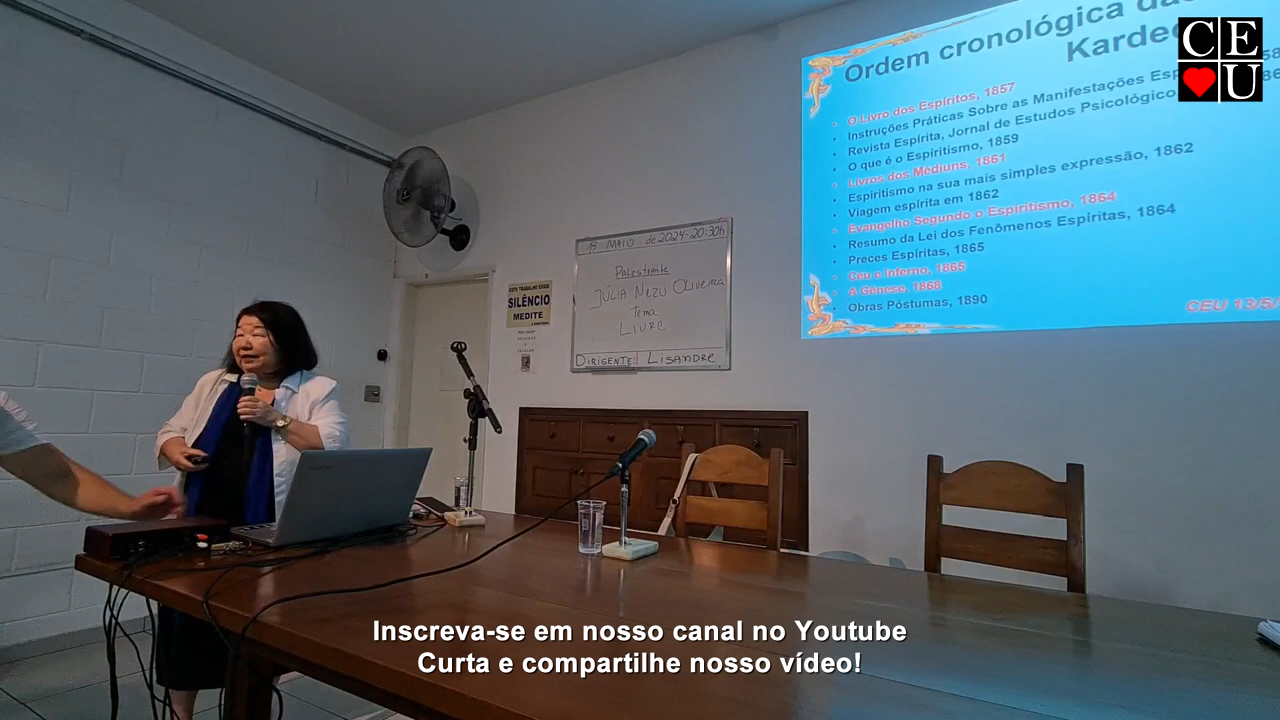 Ordem cronológica da
Kardec
CE
U
• O Livro dos Espíritos, 1857
• Instruções Práticas Sobre as Manifestações
• Revista Espírita, Jornal de Estudos Psicológico
• O que é o Espiritismo, 1859
• Livros dos Médiuns, 1861
• Espiritismo na sua mais simples expressão, 1862
• Viagem espírita em 1862
• Evangelho Segundo o Espiritismo, 1864
• Resumo da Lei dos Fenômenos Espíritas, 1864
• Preces Espíritas, 1865
• Céu e Inferno, 1865
• A Gênese, 1868
• Obras Póstumas, 1890
CEU 13/5/
13 MAIO de 2024-20:30h
Palestrante
JÚLIA NEZU OLIVEIRA
Tema
LIVRE
DIRIGENTE: LISANDRE
ESTE TRABALHO EXIGE
SILÊNCIO
MEDITE
Inscreva-se em nosso canal no Youtube
Curta e compartilhe nosso vídeo!